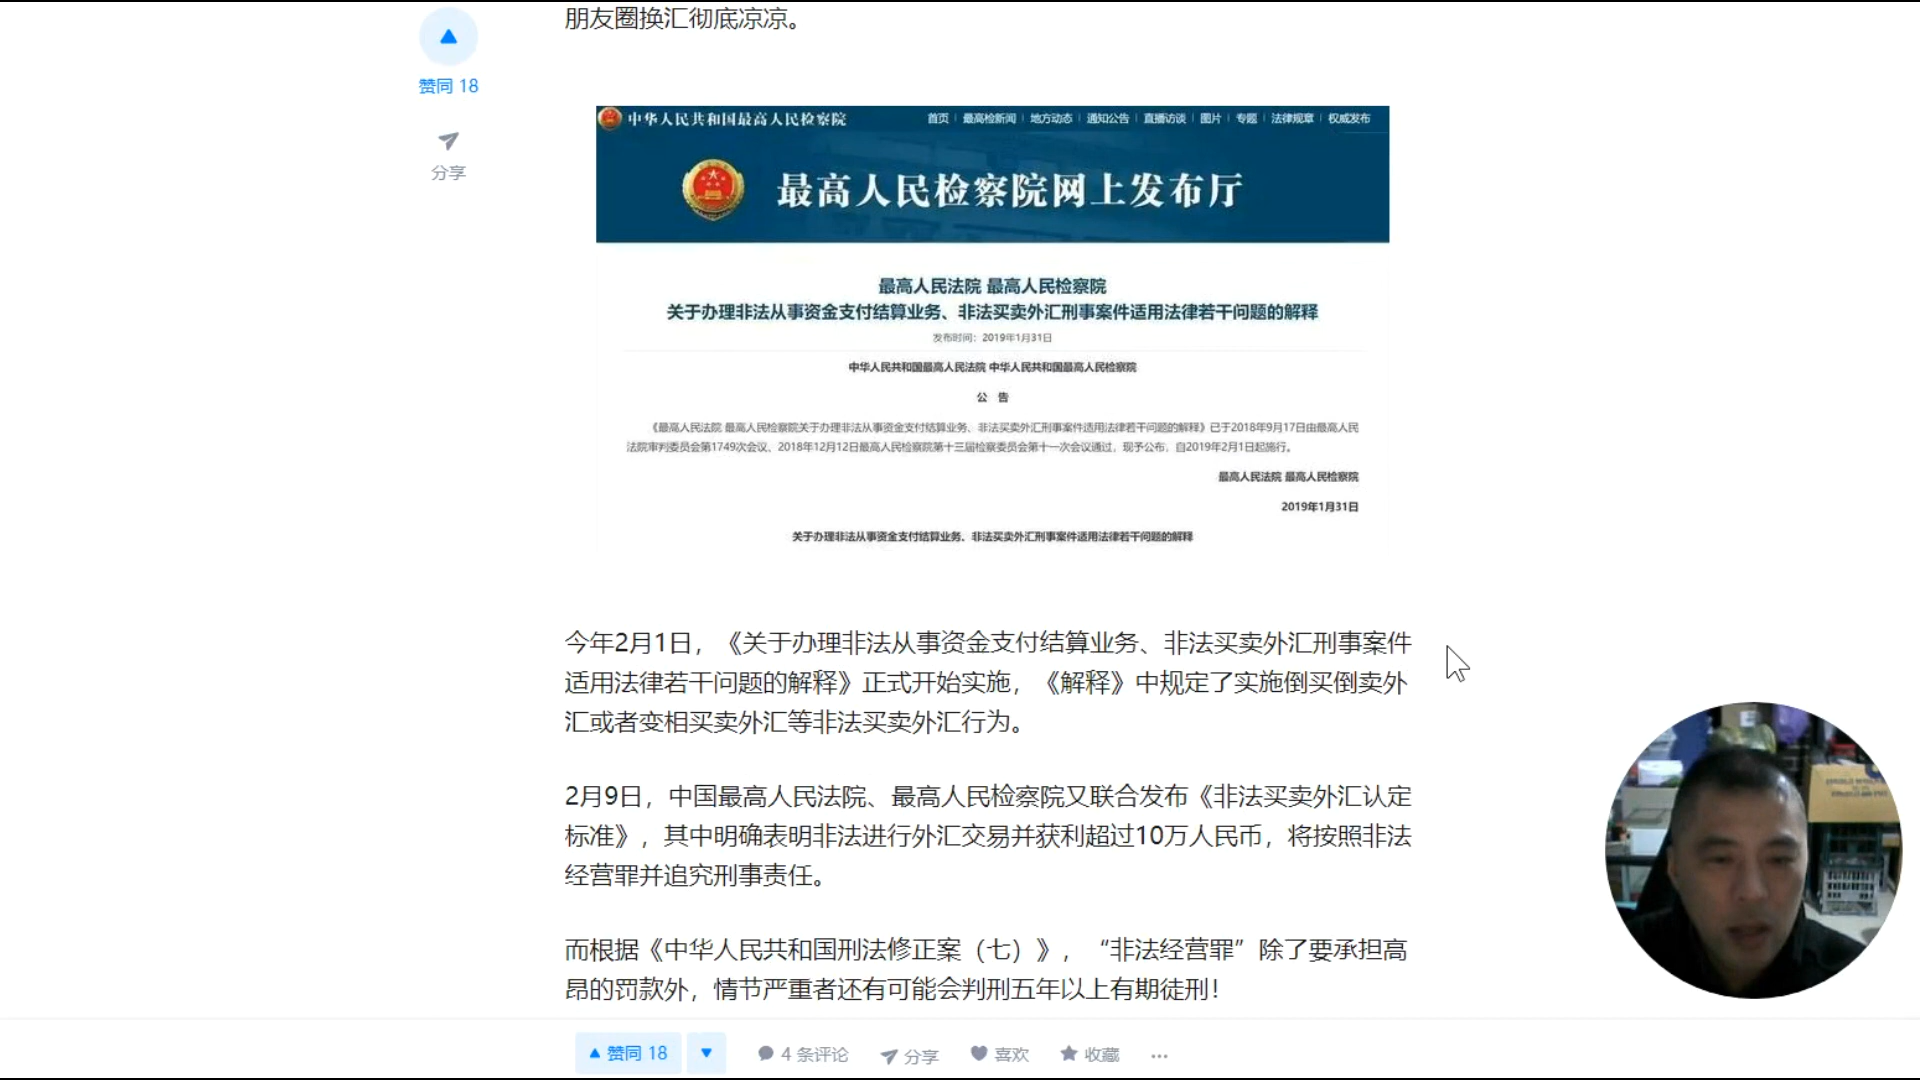 朋友圈换汇彻底凉凉。
赞同 18
分享
中华人民共和国最高人民检察院
首页 | 最高检新闻 | 地方动态 | 通知公告 | 直播访谈 | 图片 | 专题 | 法律规章 | 权威发布
最高人民检察院网上发布厅
最高人民法院 最高人民检察院
关于办理非法从事资金支付结算业务、非法买卖外汇刑事案件适用法律若干问题的解释
发布时间：2019年1月31日
中华人民共和国最高人民法院 中华人民共和国最高人民检察院
公 告
《最高人民法院 最高人民检察院关于办理非法从事资金支付结算业务、非法买卖外汇刑事案件适用法律若干问题的解释》已于2018年9月17日由最高人民
法院审判委员会第1749次会议、2018年12月12日最高人民检察院第十三届检察委员会第十一次会议通过，现予公布，自2019年2月1日起施行。
最高人民法院 最高人民检察院
2019年1月31日
关于办理非法从事资金支付结算业务、非法买卖外汇刑事案件适用法律若干问题的解释
今年2月1日，《关于办理非法从事资金支付结算业务、非法买卖外汇刑事案件
适用法律若干问题的解释》正式开始实施，《解释》中规定了实施倒买倒卖外
汇或者变相买卖外汇等非法买卖外汇行为。
2月9日，中国最高人民法院、最高人民检察院又联合发布《非法买卖外汇认定
标准》，其中明确表明非法进行外汇交易并获利超过10万人民币，将按照非法
经营罪并追究刑事责任。
而根据《中华人民共和国刑法修正案（七）》，“非法经营罪”除了要承担高
昂的罚款外，情节严重者还有可能会判刑五年以上有期徒刑！
赞同 18
4 条评论
分享
喜欢
收藏